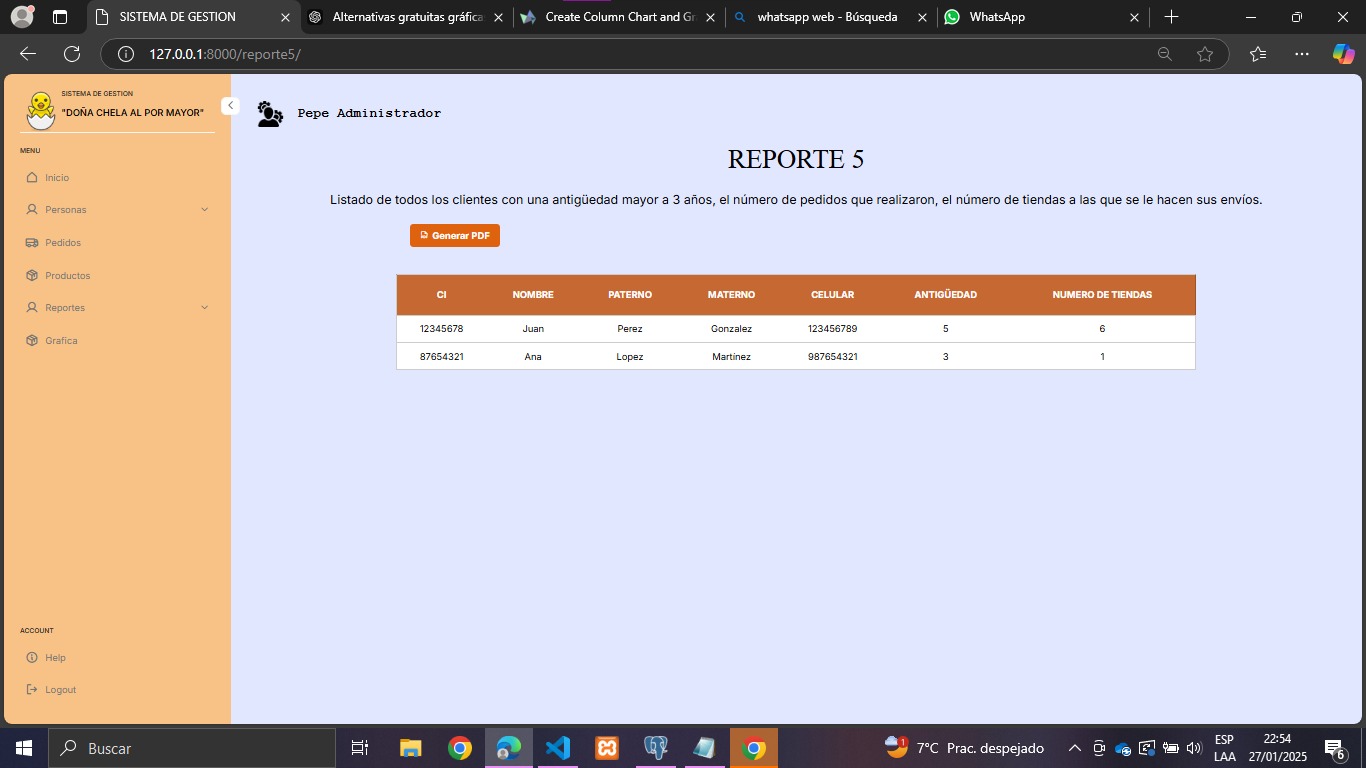 SISTEMA DE GESTION
Alternativas gratuitas gráfica
Create Column Chart and Gr
whatsapp web - Búsqueda
WhatsApp
127.0.0.1:8000/reporte5/
SISTEMA DE GESTION
"DOÑA CHELA AL POR MAYOR"
MENU
Inicio
Personas
Pedidos
Productos
Reportes
Grafica
ACCOUNT
Help
Logout
Pepe Administrador
REPORTE 5
Listado de todos los clientes con una antigüedad mayor a 3 años, el número de pedidos que realizaron, el número de tiendas a las que se le hacen sus envíos.
Generar PDF
CI NOMBRE PATERNO MATERNO CELULAR ANTIGÜEDAD NUMERO DE TIENDAS
12345678 Juan Perez Gonzalez 123456789 5 6
87654321 Ana Lopez Martínez 987654321 3 1
Buscar
1
7°C Prac. despejado
ESP
LAA
22:54
27/01/2025
6